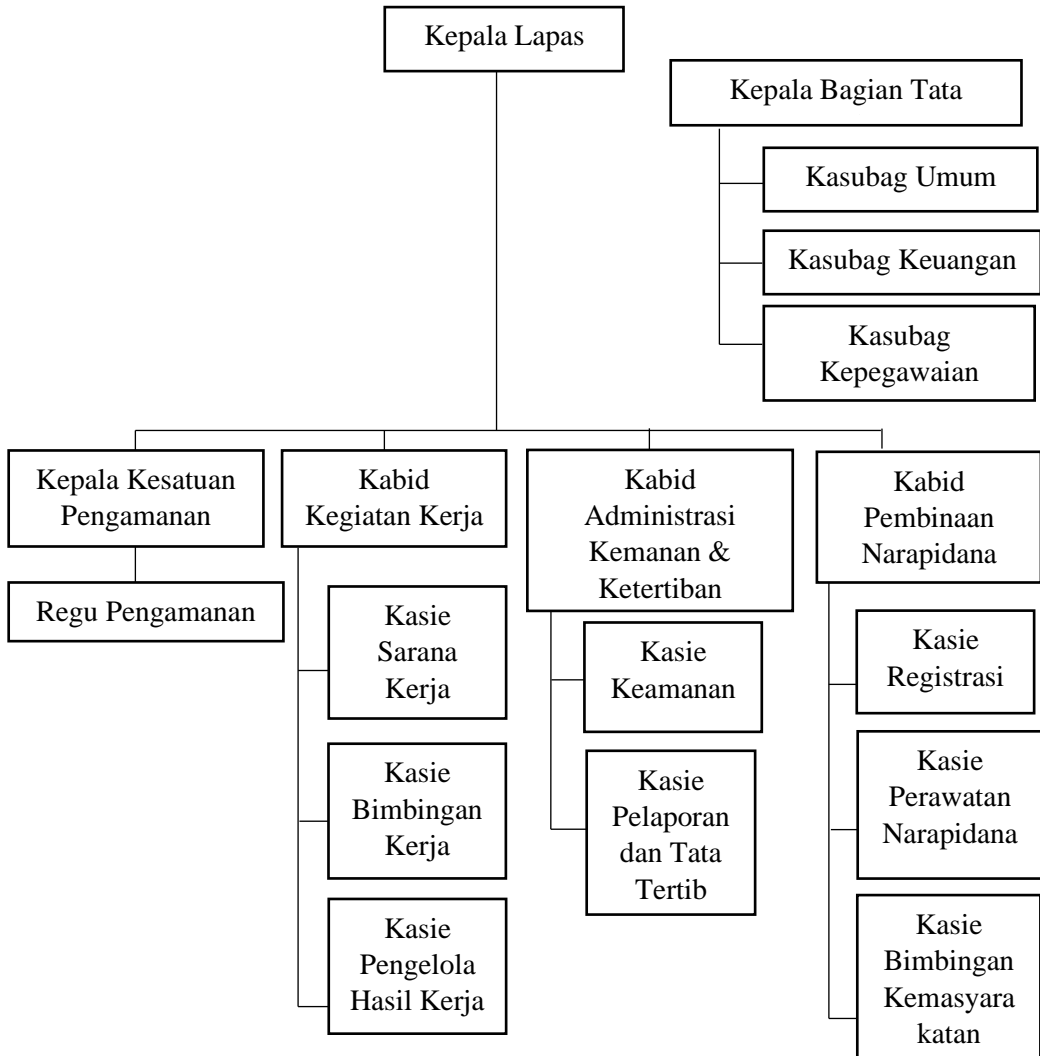 Kepala Lapas
Kepala Bagian Tata
Kasubag Umum
Kasubag Keuangan
Kasubag
Kepegawaian
Kepala Kesatuan
Pengamanan
Regu Pengamanan
Kabid
Kegiatan Kerja
Kasie
Sarana
Kerja
Kasie
Bimbingan
Kerja
Kasie
Pengelola
Hasil Kerja
Kabid
Administrasi
Kemanan &
Ketertiban
Kasie
Keamanan
Kasie
Pelaporan
dan Tata
Tertib
Kabid
Pembinaan
Narapidana
Kasie
Registrasi
Kasie
Perawatan
Narapidana
Kasie
Bimbingan
Kemasyara
katan